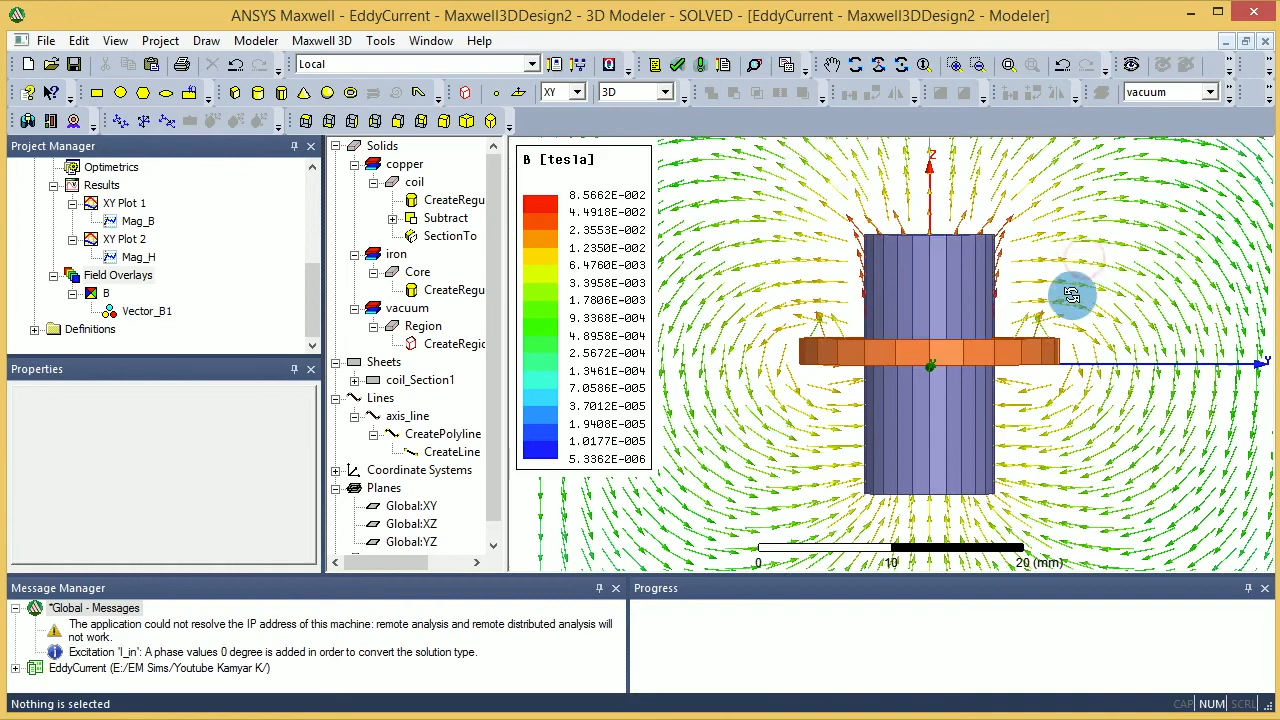 ANSYS Maxwell - EddyCurrent - Maxwell3DDesign2 - 3D Modeler - SOLVED - [EddyCurrent - Maxwell3DDesign2 - Modeler]
File Edit View Project Draw Modeler Maxwell 3D Tools Window Help
Local
XY 3D vacuum
Project Manager
Optimetrics
Results
XY Plot 1
Mag_B
XY Plot 2
Mag_H
Field Overlays
B
Vector_B1
Definitions
Properties
Solids
copper
coil
CreateRegu
Subtract
SectionTo
iron
Core
CreateRegu
vacuum
Region
CreateRegic
Sheets
coil_Section1
Lines
axis_line
CreatePolyline
CreateLine
Coordinate Systems
Planes
Global:XY
Global:XZ
Global:YZ
B [tesla]
8.5662E-002
4.4918E-002
2.3553E-002
1.2350E-002
6.4760E-003
3.3958E-003
1.7806E-003
9.3368E-004
4.8958E-004
2.5672E-004
1.3461E-004
7.0586E-005
3.7012E-005
1.9408E-005
1.0177E-005
5.3362E-006
Z
Y
0 10 20 (mm)
Message Manager
*Global - Messages
The application could not resolve the IP address of this machine: remote analysis and remote distributed analysis will
not work.
Excitation 'I_in': A phase values 0 degree is added in order to convert the solution type.
EddyCurrent (E:/EM Sims/Youtube Kamyar K/)
Progress
Nothing is selected
CAP NUM SCRL